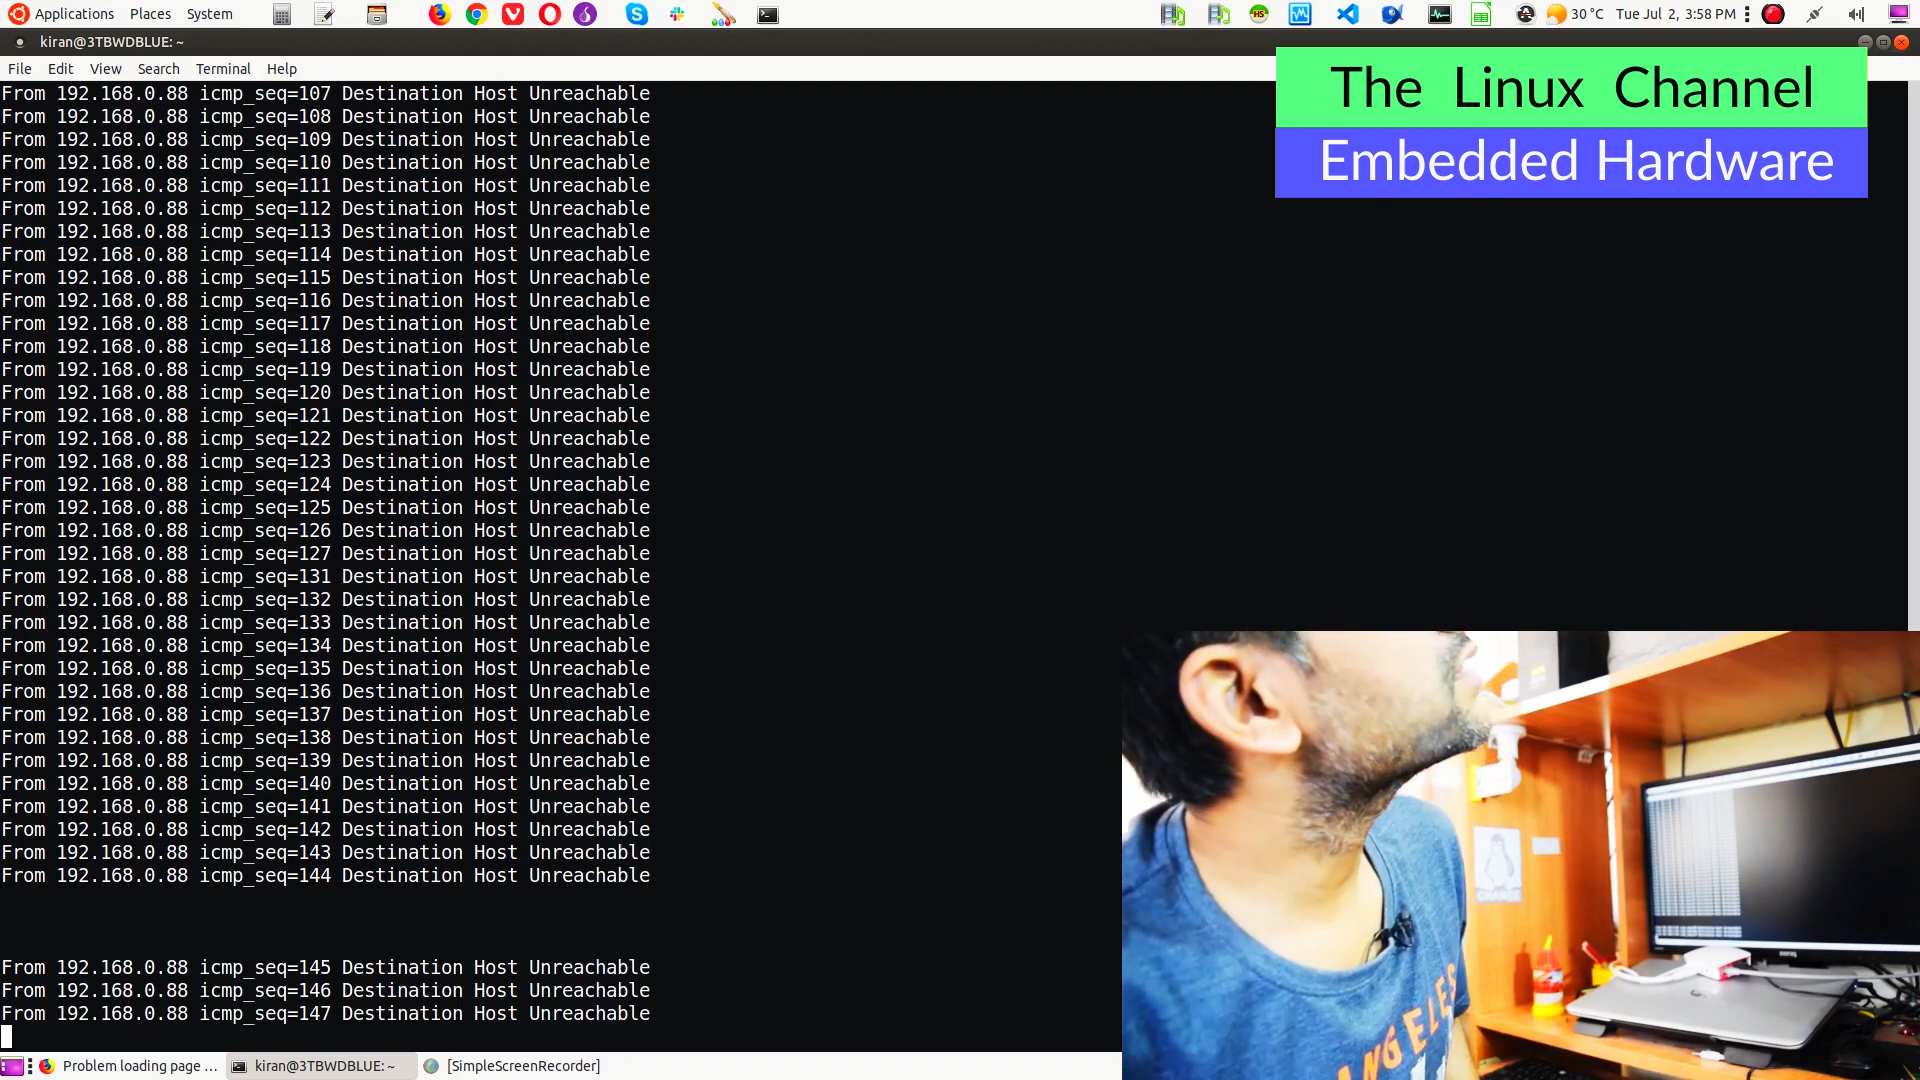 Applications Places System
30 °C Tue Jul 2, 3:58 PM
kiran@3TBWDBLUE: ~
File Edit View Search Terminal Help
The Linux Channel
Embedded Hardware
From 192.168.0.88 icmp_seq=107 Destination Host Unreachable
From 192.168.0.88 icmp_seq=108 Destination Host Unreachable
From 192.168.0.88 icmp_seq=109 Destination Host Unreachable
From 192.168.0.88 icmp_seq=110 Destination Host Unreachable
From 192.168.0.88 icmp_seq=111 Destination Host Unreachable
From 192.168.0.88 icmp_seq=112 Destination Host Unreachable
From 192.168.0.88 icmp_seq=113 Destination Host Unreachable
From 192.168.0.88 icmp_seq=114 Destination Host Unreachable
From 192.168.0.88 icmp_seq=115 Destination Host Unreachable
From 192.168.0.88 icmp_seq=116 Destination Host Unreachable
From 192.168.0.88 icmp_seq=117 Destination Host Unreachable
From 192.168.0.88 icmp_seq=118 Destination Host Unreachable
From 192.168.0.88 icmp_seq=119 Destination Host Unreachable
From 192.168.0.88 icmp_seq=120 Destination Host Unreachable
From 192.168.0.88 icmp_seq=121 Destination Host Unreachable
From 192.168.0.88 icmp_seq=122 Destination Host Unreachable
From 192.168.0.88 icmp_seq=123 Destination Host Unreachable
From 192.168.0.88 icmp_seq=124 Destination Host Unreachable
From 192.168.0.88 icmp_seq=125 Destination Host Unreachable
From 192.168.0.88 icmp_seq=126 Destination Host Unreachable
From 192.168.0.88 icmp_seq=127 Destination Host Unreachable
From 192.168.0.88 icmp_seq=131 Destination Host Unreachable
From 192.168.0.88 icmp_seq=132 Destination Host Unreachable
From 192.168.0.88 icmp_seq=133 Destination Host Unreachable
From 192.168.0.88 icmp_seq=134 Destination Host Unreachable
From 192.168.0.88 icmp_seq=135 Destination Host Unreachable
From 192.168.0.88 icmp_seq=136 Destination Host Unreachable
From 192.168.0.88 icmp_seq=137 Destination Host Unreachable
From 192.168.0.88 icmp_seq=138 Destination Host Unreachable
From 192.168.0.88 icmp_seq=139 Destination Host Unreachable
From 192.168.0.88 icmp_seq=140 Destination Host Unreachable
From 192.168.0.88 icmp_seq=141 Destination Host Unreachable
From 192.168.0.88 icmp_seq=142 Destination Host Unreachable
From 192.168.0.88 icmp_seq=143 Destination Host Unreachable
From 192.168.0.88 icmp_seq=144 Destination Host Unreachable
From 192.168.0.88 icmp_seq=145 Destination Host Unreachable
From 192.168.0.88 icmp_seq=146 Destination Host Unreachable
From 192.168.0.88 icmp_seq=147 Destination Host Unreachable
Problem loading page ... kiran@3TBWDBLUE: ~ [SimpleScreenRecorder]
NGELES
BenQ